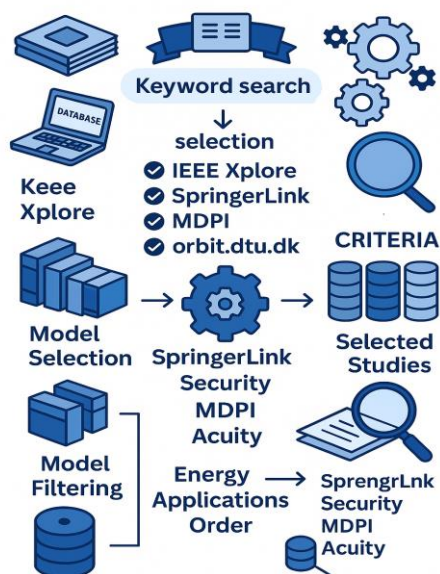 Keyword search
DATABASE
selection
IEEE Xplore
SpringerLink
MDPI
orbit.dtu.dk
Keee
Xplore
CRITERIA
Model
Selection
SpringerLink
Security
MDPI
Acuity
Selected
Studies
Model
Filtering
Energy
Applications
Order
SprengrLnk
Security
MDPI
Acuity